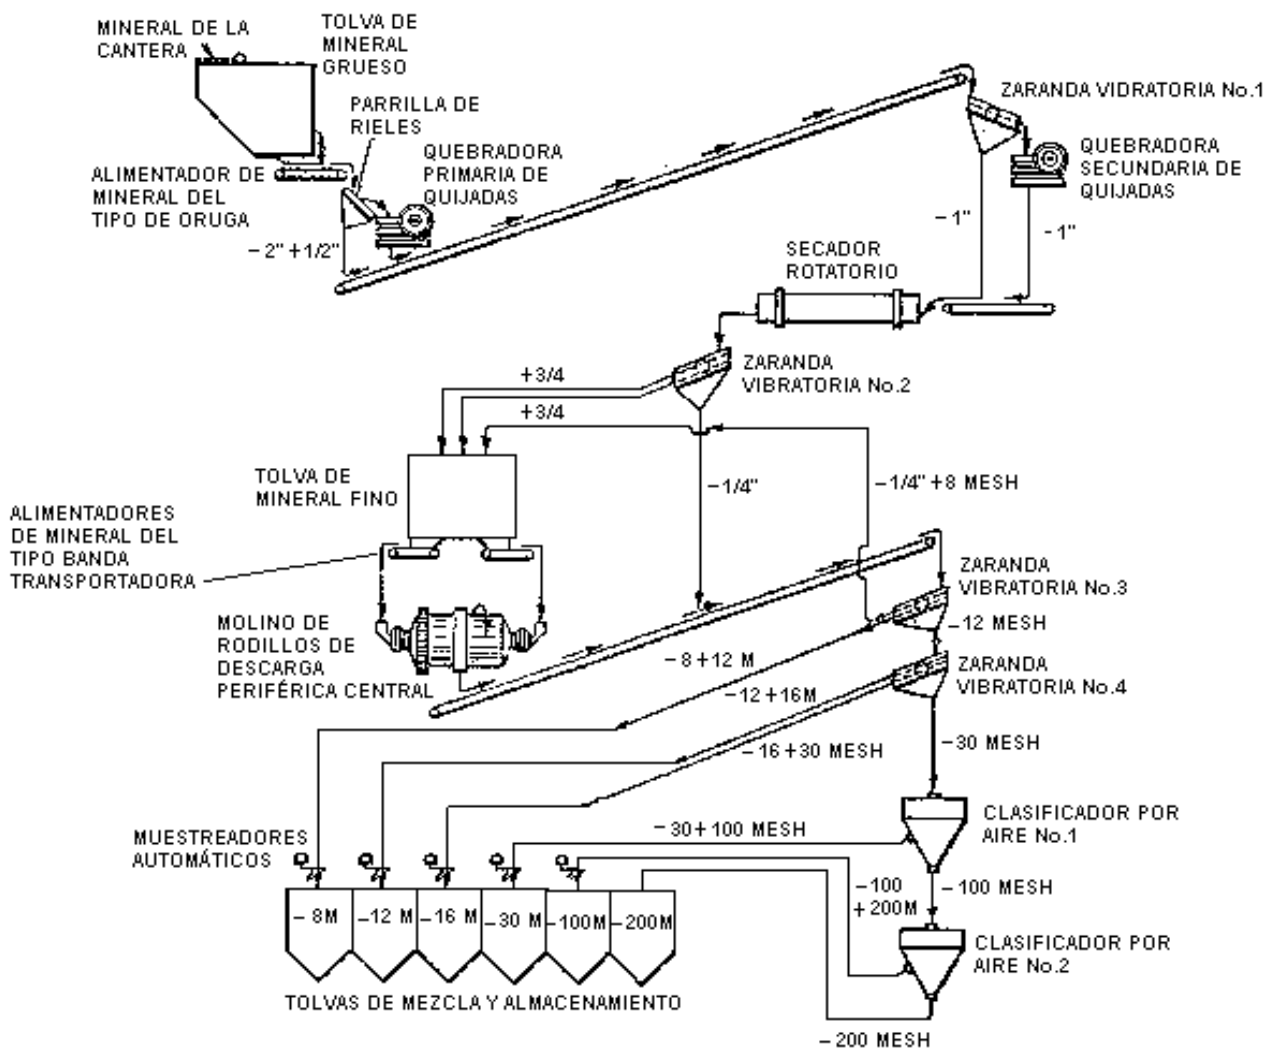 MINERAL DE LA
CANTERA
TOLVA DE
MINERAL
GRUESO
PARRILLA DE
RIELES
ZARANDA VIDRATORIA No.1
ALIMENTADOR DE
MINERAL DEL
TIPO DE ORUGA
QUEBRADORA
PRIMARIA DE
QUIJADAS
QUEBRADORA
SECUNDARIA DE
QUIJADAS
-2" +1/2"
-1"
-1"
SECADOR
ROTATORIO
ZARANDA
VIBRATORIA No.2
+3/4
+3/4
TOLVA DE
MINERAL FINO
-1/4"
-1/4" +8 MESH
ALIMENTADORES
DE MINERAL DEL
TIPO BANDA
TRANSPORTADORA
ZARANDA
VIBRATORIA No.3
MOLINO DE
RODILLOS DE
DESCARGA
PERIFÉRICA CENTRAL
-12 MESH
-8+12 M
ZARANDA
VIBRATORIA No.4
-12+16M
-16 +30 MESH
-30 MESH
MUESTREADORES
AUTOMÁTICOS
-30+100 MESH
CLASIFICADOR POR
AIRE No.1
-100
+200M
-100 MESH
-8M
-12 M
-16 M
-30 M
-100M
-200M
CLASIFICADOR POR
AIRE No.2
TOLVAS DE MEZCLA Y ALMACENAMIENTO
-200 MESH